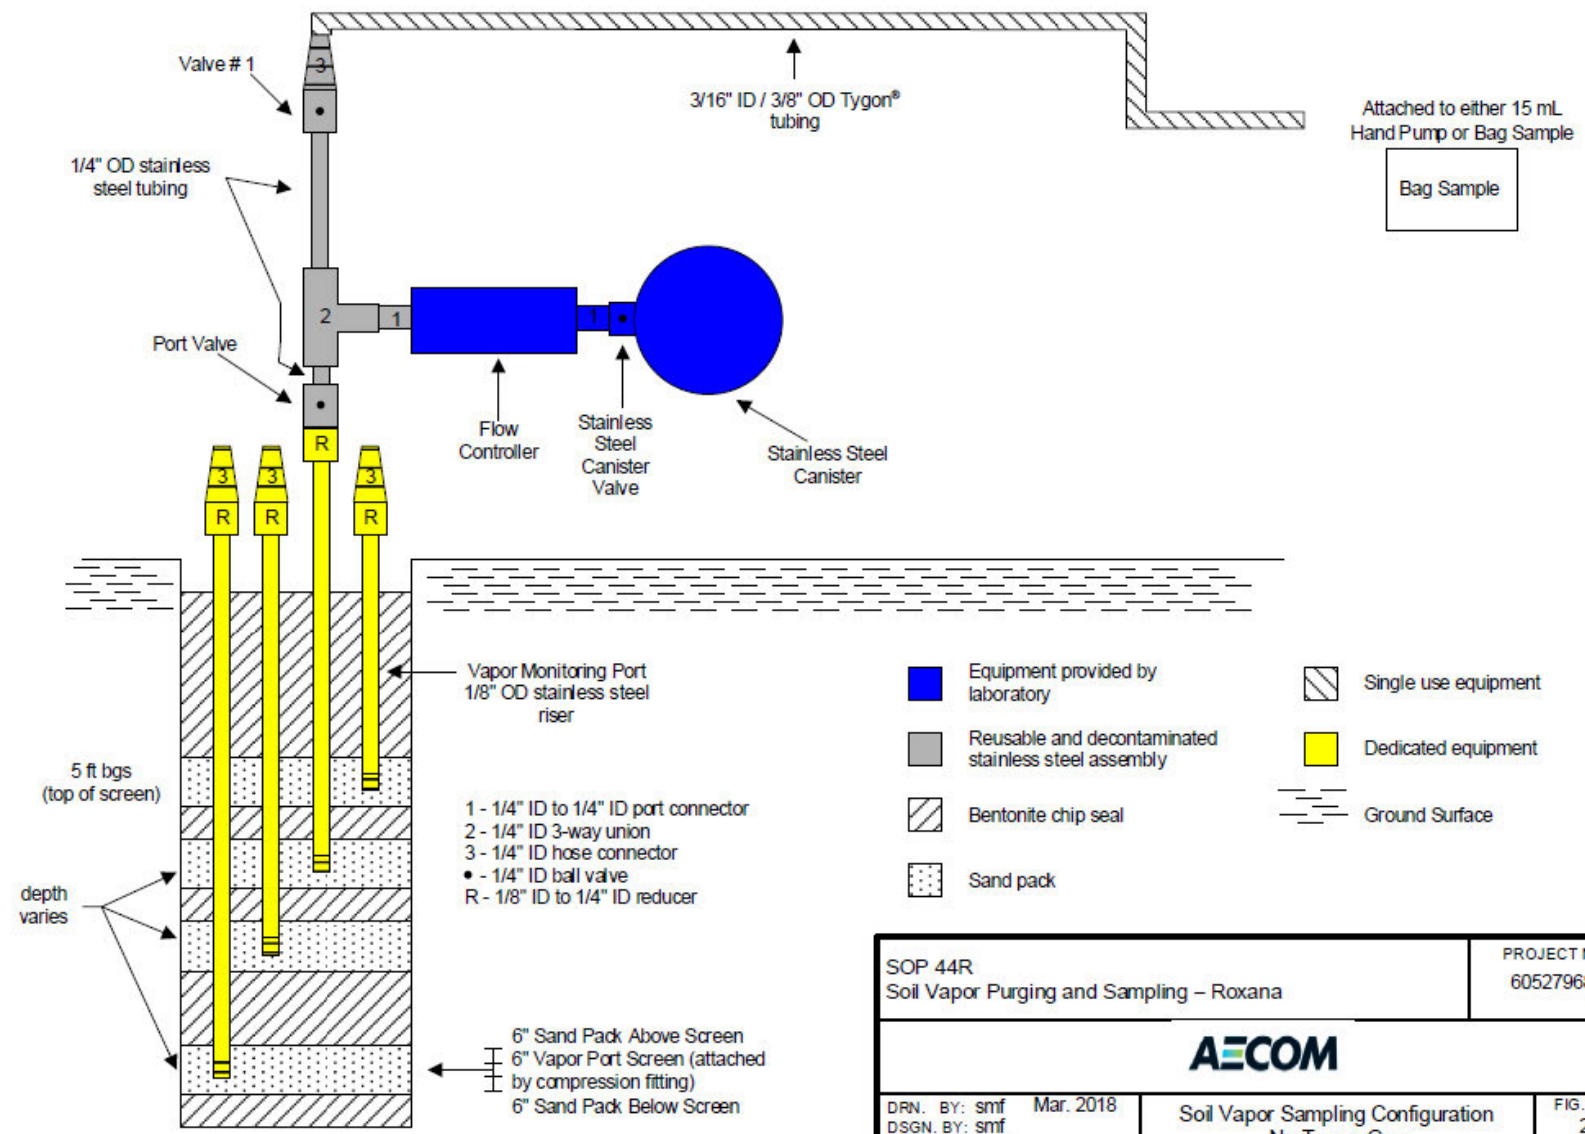 Valve # 1
3
3/16" ID / 3/8" OD Tygon®
tubing
Attached to either 15 mL
Hand Pump or Bag Sample
Bag Sample
1/4" OD stainless
steel tubing
2
1
1
Port Valve
Flow
Controller
Stainless
Steel
Canister
Valve
Stainless Steel
Canister
R
3
3
3
R
R
R
Vapor Monitoring Port
1/8" OD stainless steel
riser
5 ft bgs
(top of screen)
depth
varies
1 - 1/4" ID to 1/4" ID port connector
2 - 1/4" ID 3-way union
3 - 1/4" ID hose connector
• - 1/4" ID ball valve
R - 1/8" ID to 1/4" ID reducer
6" Sand Pack Above Screen
6" Vapor Port Screen (attached
by compression fitting)
6" Sand Pack Below Screen
Equipment provided by
laboratory
Reusable and decontaminated
stainless steel assembly
Bentonite chip seal
Sand pack
Single use equipment
Dedicated equipment
Ground Surface
SOP 44R
Soil Vapor Purging and Sampling – Roxana
PROJECT
6052796
AECOM
DRN. BY: smf Mar. 2018
DSGN. BY: smf
Soil Vapor Sampling Configuration
FIG.